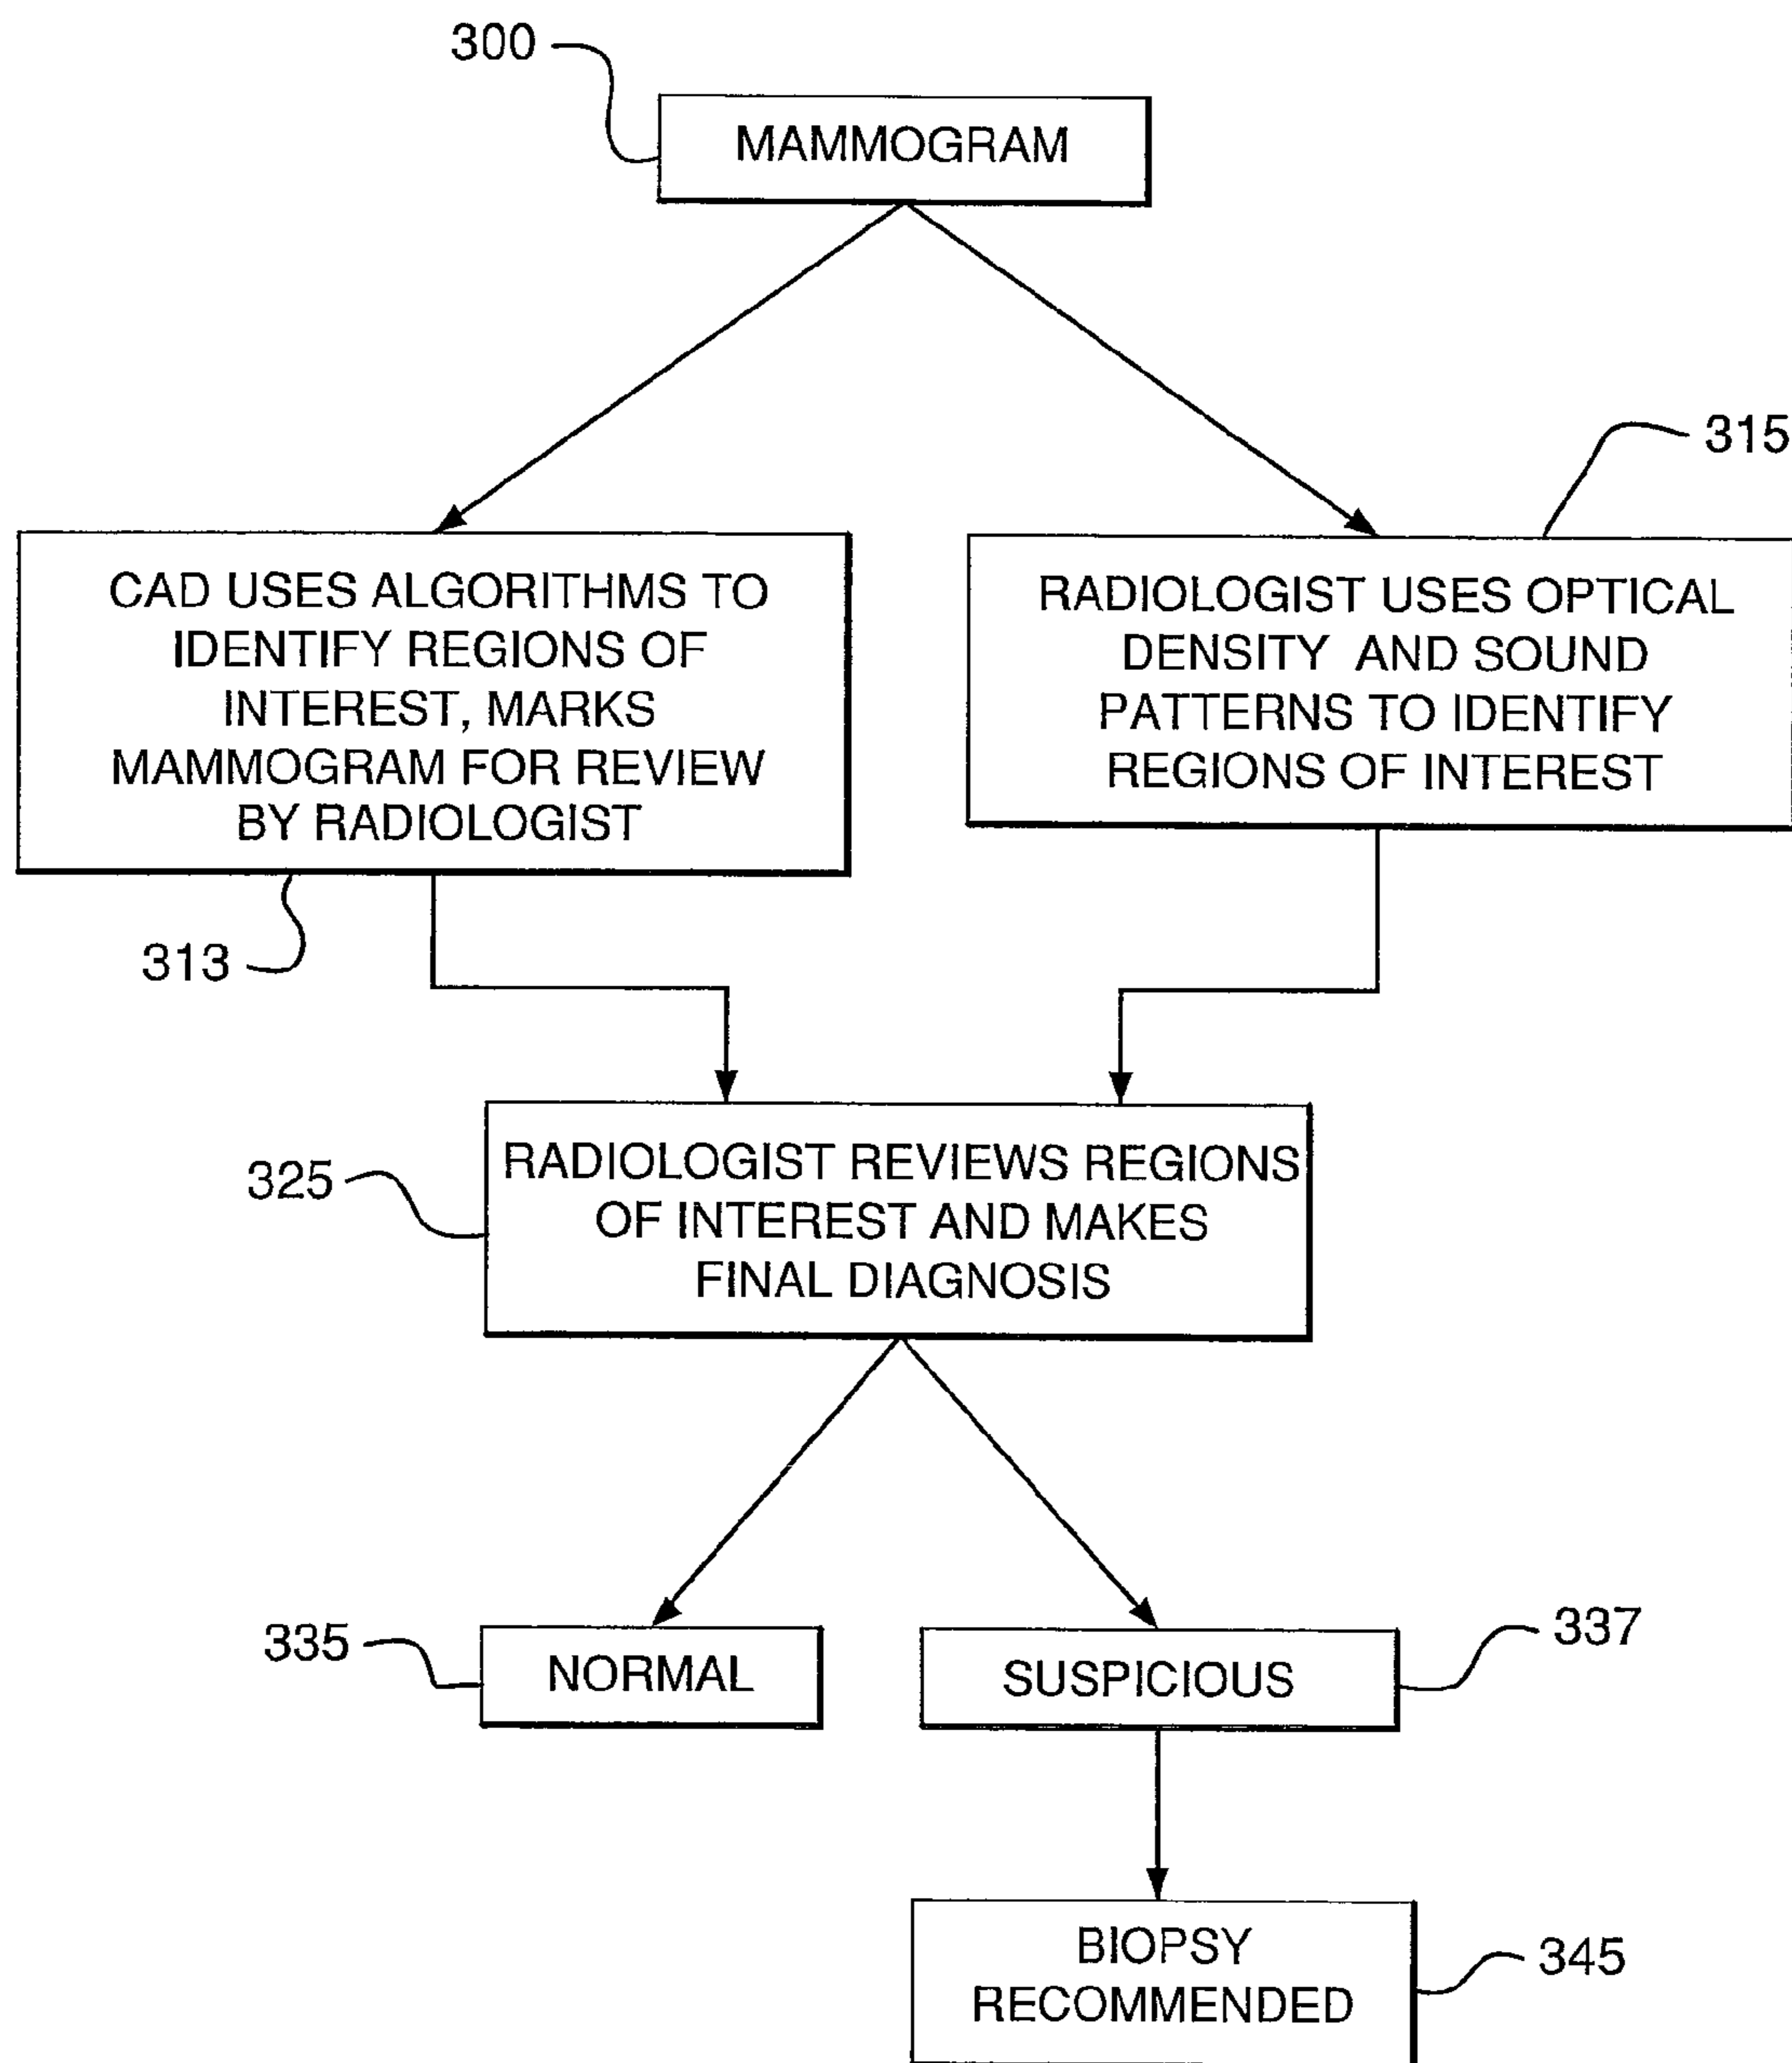 300
MAMMOGRAM
315
CAD USES ALGORITHMS TO
IDENTIFY REGIONS OF
INTEREST, MARKS
MAMMOGRAM FOR REVIEW
BY RADIOLOGIST
RADIOLOGIST USES OPTICAL
DENSITY AND SOUND
PATTERNS TO IDENTIFY
REGIONS OF INTEREST
313
325
RADIOLOGIST REVIEWS REGIONS
OF INTEREST AND MAKES
FINAL DIAGNOSIS
335
NORMAL
SUSPICIOUS
337
BIOPSY
RECOMMENDED
345